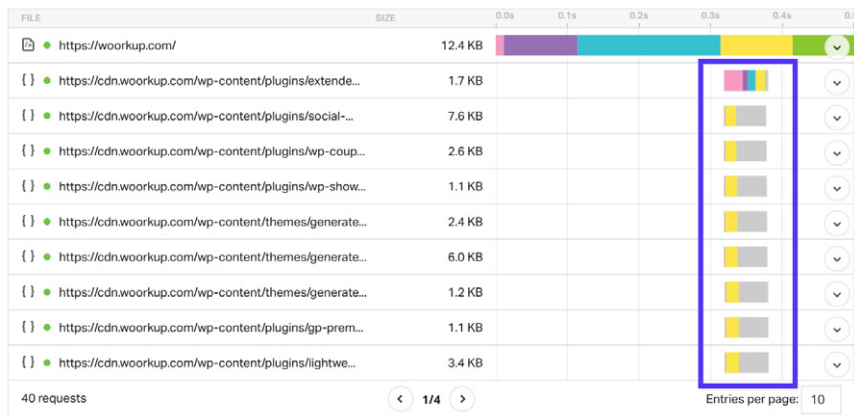 FILE SIZE 0.0s 0.1s 0.2s 0.3s 0.4s 0.
https://woorkup.com/ 12.4 KB
{ } https://cdn.woorkup.com/wp-content/plugins/extende... 1.7 KB
{ } https://cdn.woorkup.com/wp-content/plugins/social-... 7.6 KB
{ } https://cdn.woorkup.com/wp-content/plugins/wp-coup... 2.6 KB
{ } https://cdn.woorkup.com/wp-content/plugins/wp-show... 1.1 KB
{ } https://cdn.woorkup.com/wp-content/themes/generate... 2.4 KB
{ } https://cdn.woorkup.com/wp-content/themes/generate... 6.0 KB
{ } https://cdn.woorkup.com/wp-content/themes/generate... 1.2 KB
{ } https://cdn.woorkup.com/wp-content/plugins/gp-prem... 1.1 KB
{ } https://cdn.woorkup.com/wp-content/plugins/lightwe... 3.4 KB
40 requests 1/4 Entries per page: 10